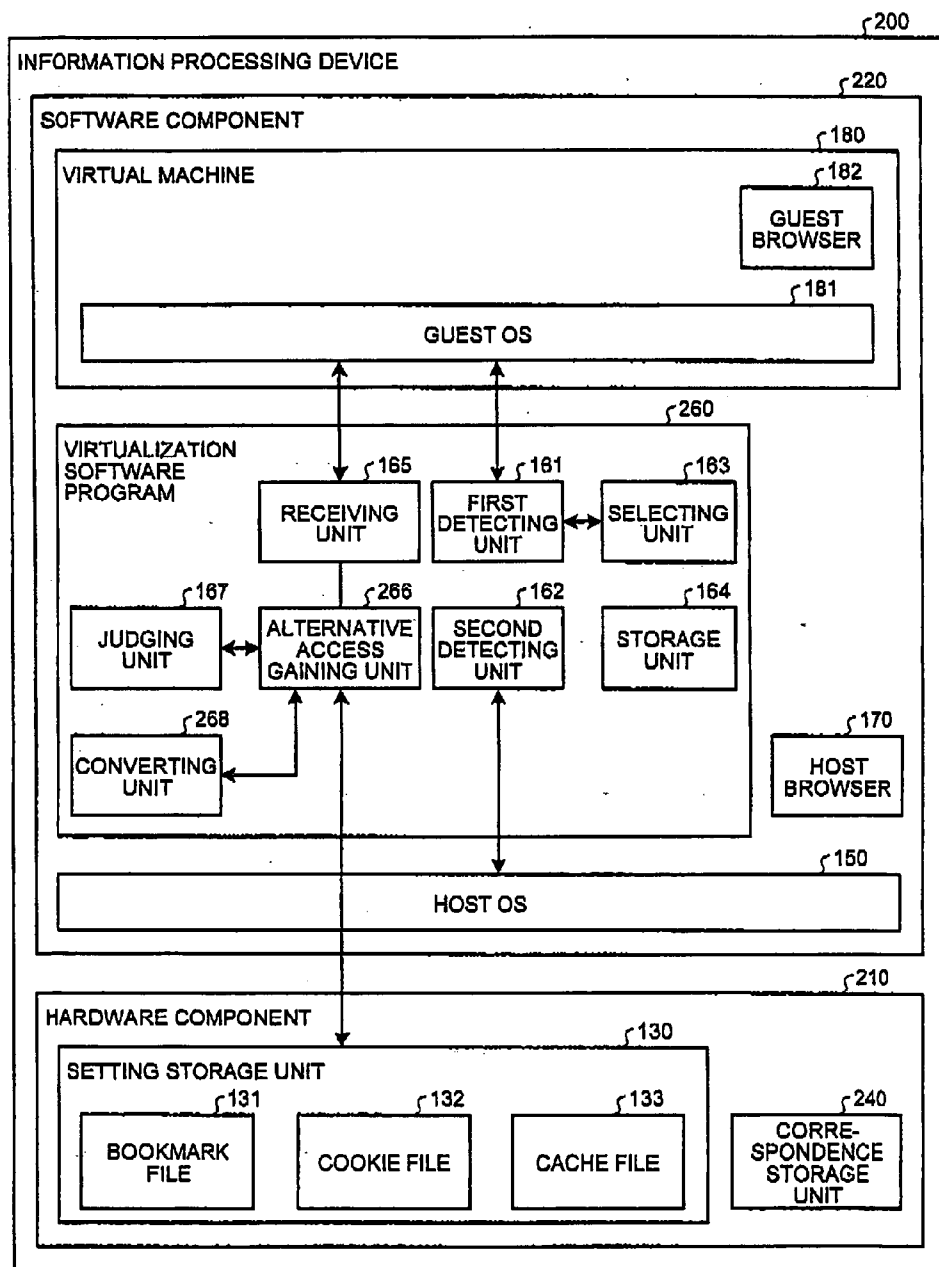 200
INFORMATION PROCESSING DEVICE
220
SOFTWARE COMPONENT
180
VIRTUAL MACHINE
182
GUEST
BROWSER
181
GUEST OS
260
VIRTUALIZATION
SOFTWARE
PROGRAM
165
RECEIVING
UNIT
161
FIRST
DETECTING
UNIT
163
SELECTING
UNIT
167
JUDGING
UNIT
266
ALTERNATIVE
ACCESS
GAINING UNIT
162
SECOND
DETECTING
UNIT
164
STORAGE
UNIT
268
CONVERTING
UNIT
170
HOST
BROWSER
150
HOST OS
210
HARDWARE COMPONENT
130
SETTING STORAGE UNIT
131
BOOKMARK
FILE
132
COOKIE FILE
133
CACHE FILE
240
CORRE-
SPONDENCE
STORAGE
UNIT